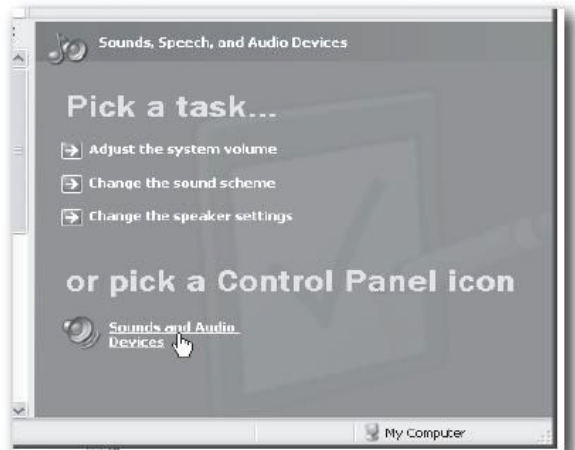 Sounds, Speech, and Audio Devices
Pick a task...
Adjust the system volume
Change the sound scheme
Change the speaker settings
or pick a Control Panel icon
Sounds and Audio
Devices
My Computer